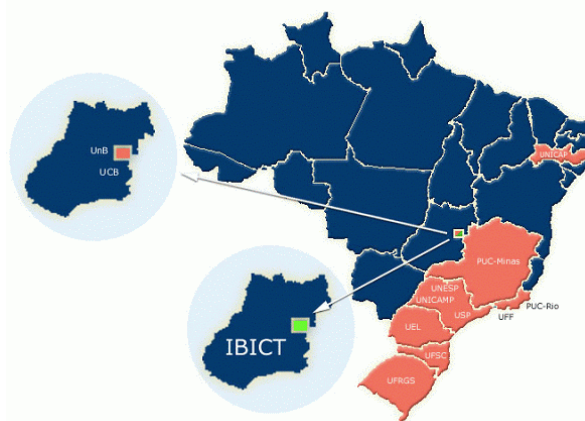 UnB
UCB
UNICAP
PUC-Minas
UNESP
UNICAMP
USP
PUC-Rio
UFF
UEL
UFSC
UFRGS
IBICT